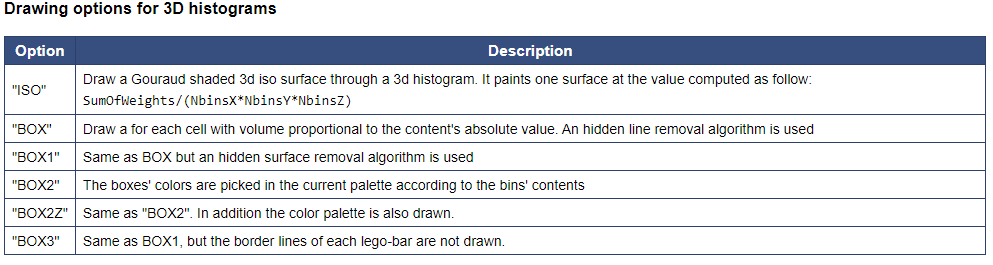 Drawing options for 3D histograms
Option Description
"ISO" Draw a Gouraud shaded 3d iso surface through a 3d histogram. It paints one surface at the value computed as follow:
SumOfWeights/(NbinsX*NbinsY*NbinsZ)
"BOX" Draw a for each cell with volume proportional to the content's absolute value. An hidden line removal algorithm is used
"BOX1" Same as BOX but an hidden surface removal algorithm is used
"BOX2" The boxes' colors are picked in the current palette according to the bins' contents
"BOX2Z" Same as "BOX2". In addition the color palette is also drawn.
"BOX3" Same as BOX1, but the border lines of each lego-bar are not drawn.